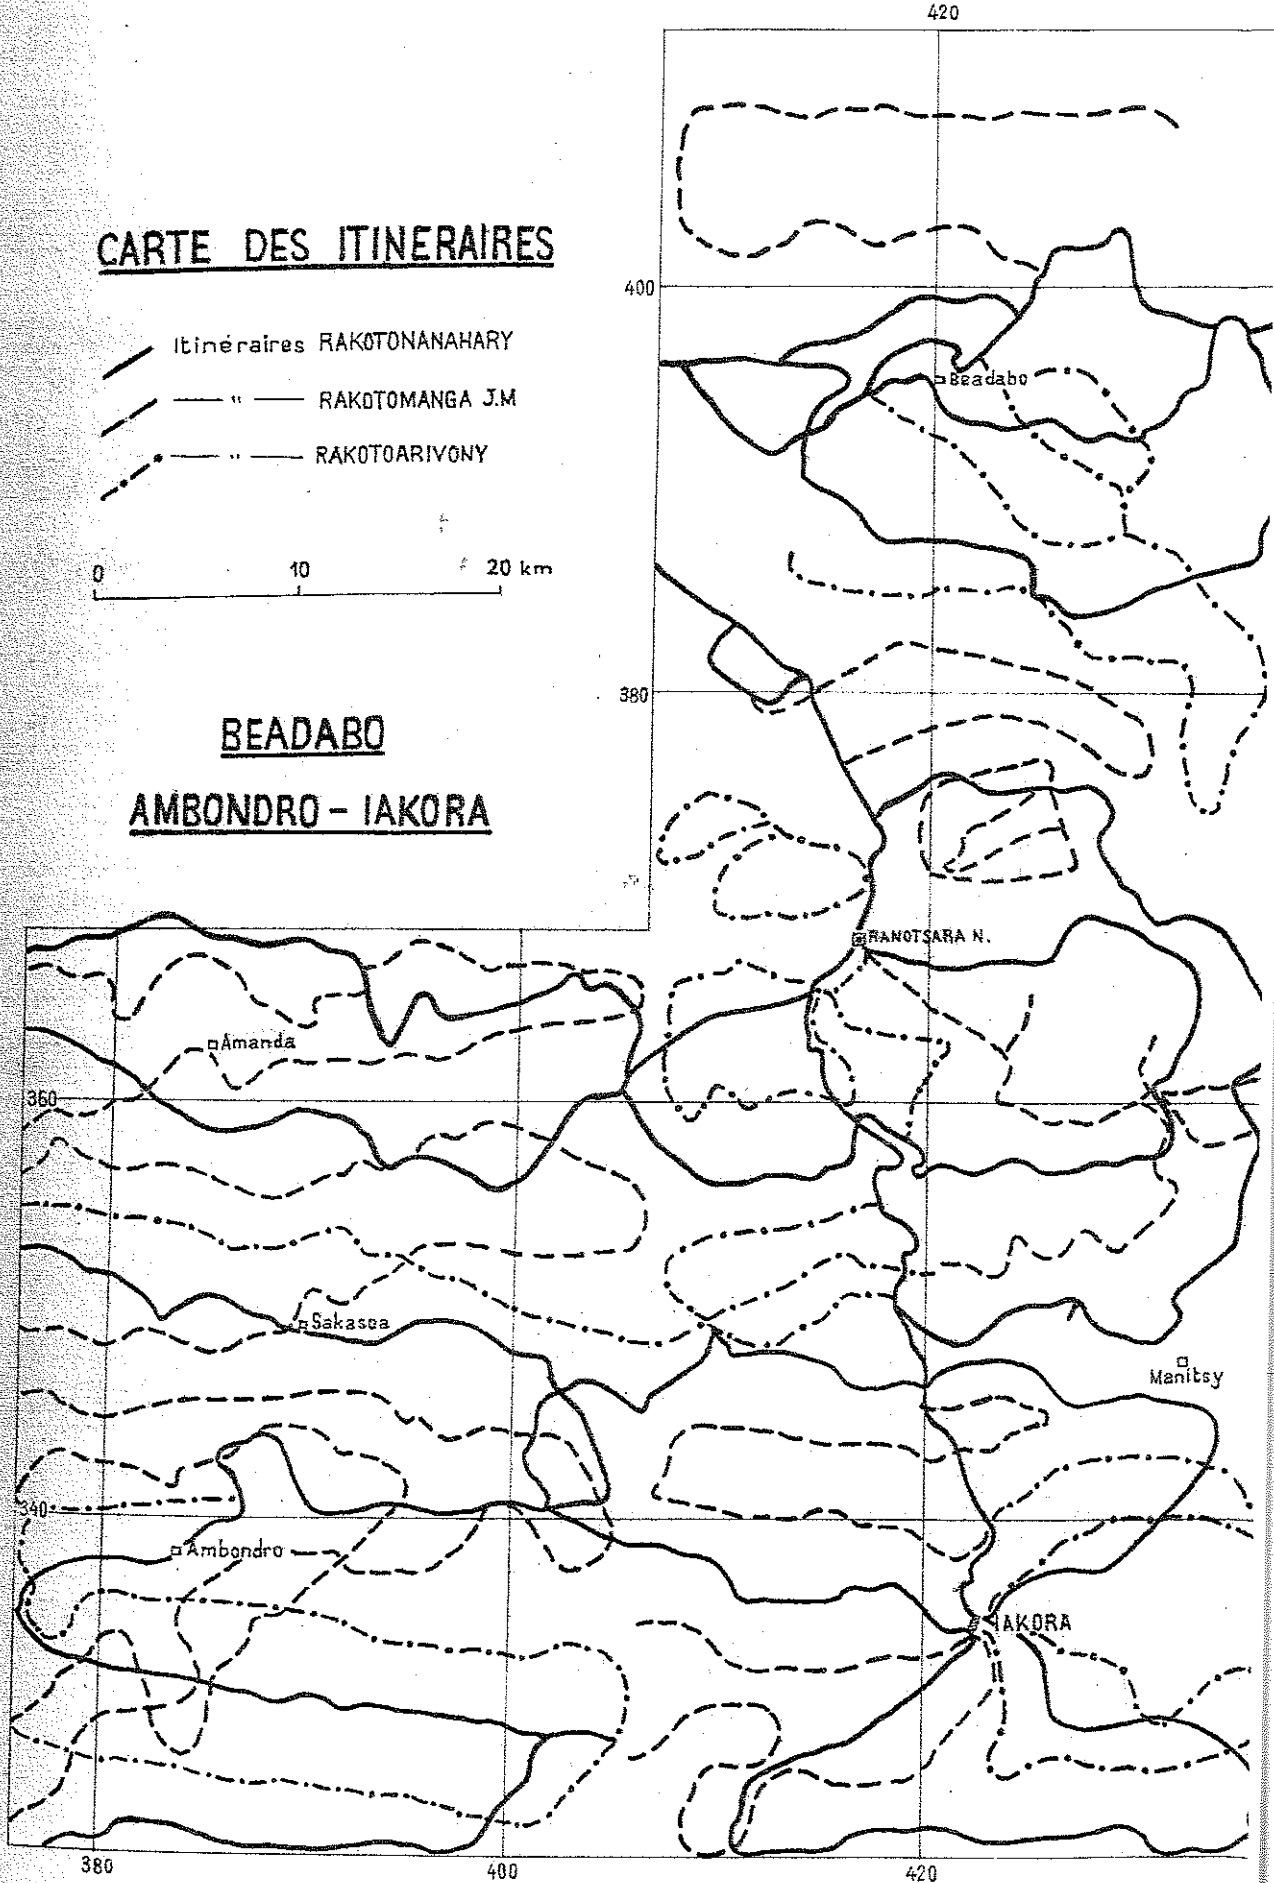 420
CARTE DES ITINERAIRES
400
Itinéraires RAKOTONANAHARY
— " — RAKOTOMANGA J.M
— " — RAKOTOARIVONY
Beadabo
0 10 20 km
380
BEADABO
AMBONDRO - IAKORA
RANOTSARA N.
Amanda
360
Sakasoa
Manitsy
340
Ambondro
IAKORA
380 400 420